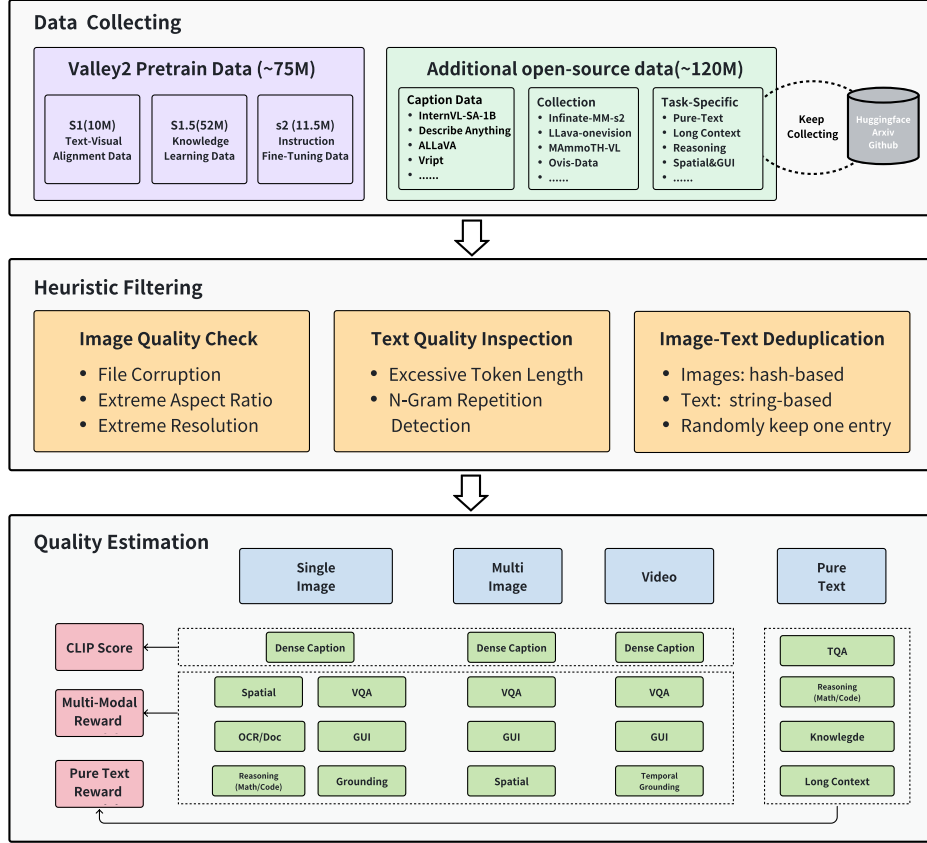 Data Collecting
Valley2 Pretrain Data (~75M)
S1(10M)
Text-Visual
Alignment Data
S1.5(52M)
Knowledge
Learning Data
s2 (11.5M)
Instruction
Fine-Tuning Data
Additional open-source data(~120M)
Caption Data
• InternVL-SA-1B
• Describe Anything
• ALLaVA
• Vript
• ......
Collection
• Infinate-MM-s2
• LLava-onevision
• MAmmoTH-VL
• Ovis-Data
• ......
Task-Specific
• Pure-Text
• Long Context
• Reasoning
• Spatial&GUI
• ......
Keep
Collecting
Huggingface
Arxiv
Github
Heuristic Filtering
Image Quality Check
• File Corruption
• Extreme Aspect Ratio
• Extreme Resolution
Text Quality Inspection
• Excessive Token Length
• N-Gram Repetition
Detection
Image-Text Deduplication
• Images: hash-based
• Text: string-based
• Randomly keep one entry
Quality Estimation
Single
Image
Multi
Image
Video
Pure
Text
CLIP Score
Dense Caption
Dense Caption
Dense Caption
TQA
Multi-Modal
Reward
Spatial
VQA
VQA
VQA
Reasoning
(Math/Code)
OCR/Doc
GUI
GUI
GUI
Knowlegde
Pure Text
Reward
Reasoning
(Math/Code)
Grounding
Spatial
Temporal
Grounding
Long Context